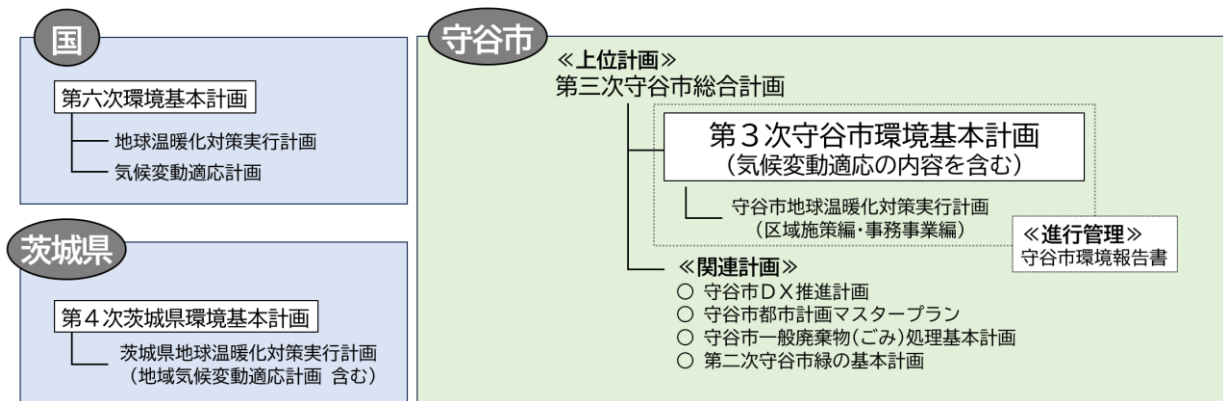 国
第六次環境基本計画
地球温暖化対策実行計画
気候変動適応計画
茨城県
第4次茨城県環境基本計画
茨城県地球温暖化対策実行計画
（地域気候変動適応計画 含む）
守谷市
≪上位計画≫
第三次守谷市総合計画
第３次守谷市環境基本計画
（気候変動適応の内容を含む）
守谷市地球温暖化対策実行計画
（区域施策編・事務事業編）
≪進行管理≫
守谷市環境報告書
≪関連計画≫
○ 守谷市ＤＸ推進計画
○ 守谷市都市計画マスタープラン
○ 守谷市一般廃棄物（ごみ）処理基本計画
○ 第二次守谷市緑の基本計画